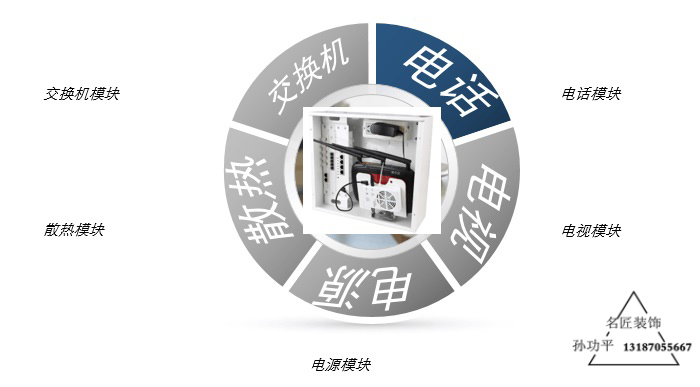 交换机
电话
交换机模块
电话模块
散热
电视
散热模块
电视模块
电源
电源模块
名匠装饰
孙功平 13187055667